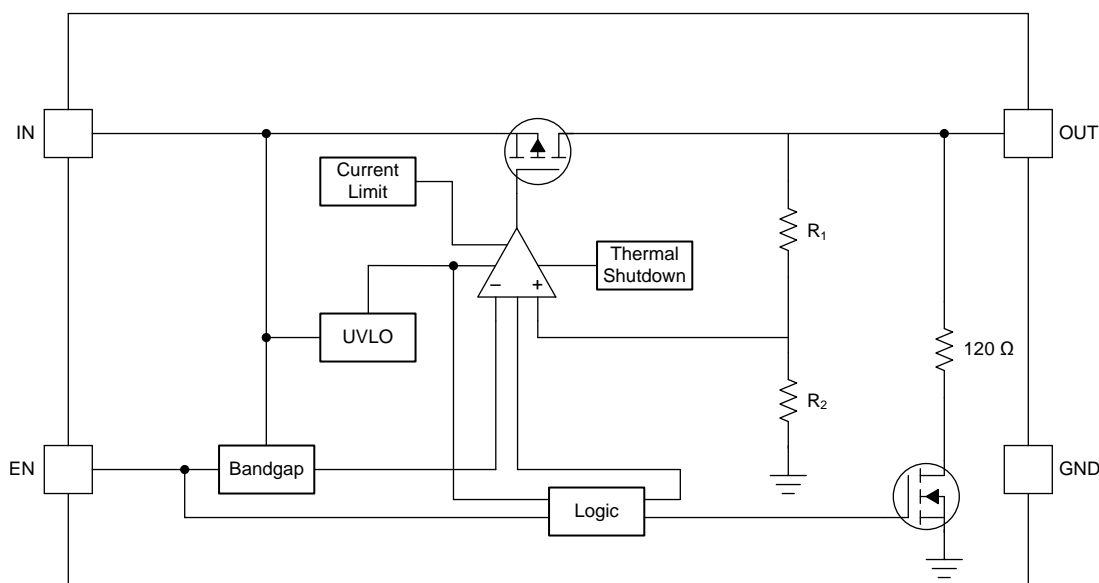 IN
OUT
Current
Limit
R₁
Thermal
Shutdown
− +
UVLO
120 Ω
R₂
EN
Bandgap
GND
Logic